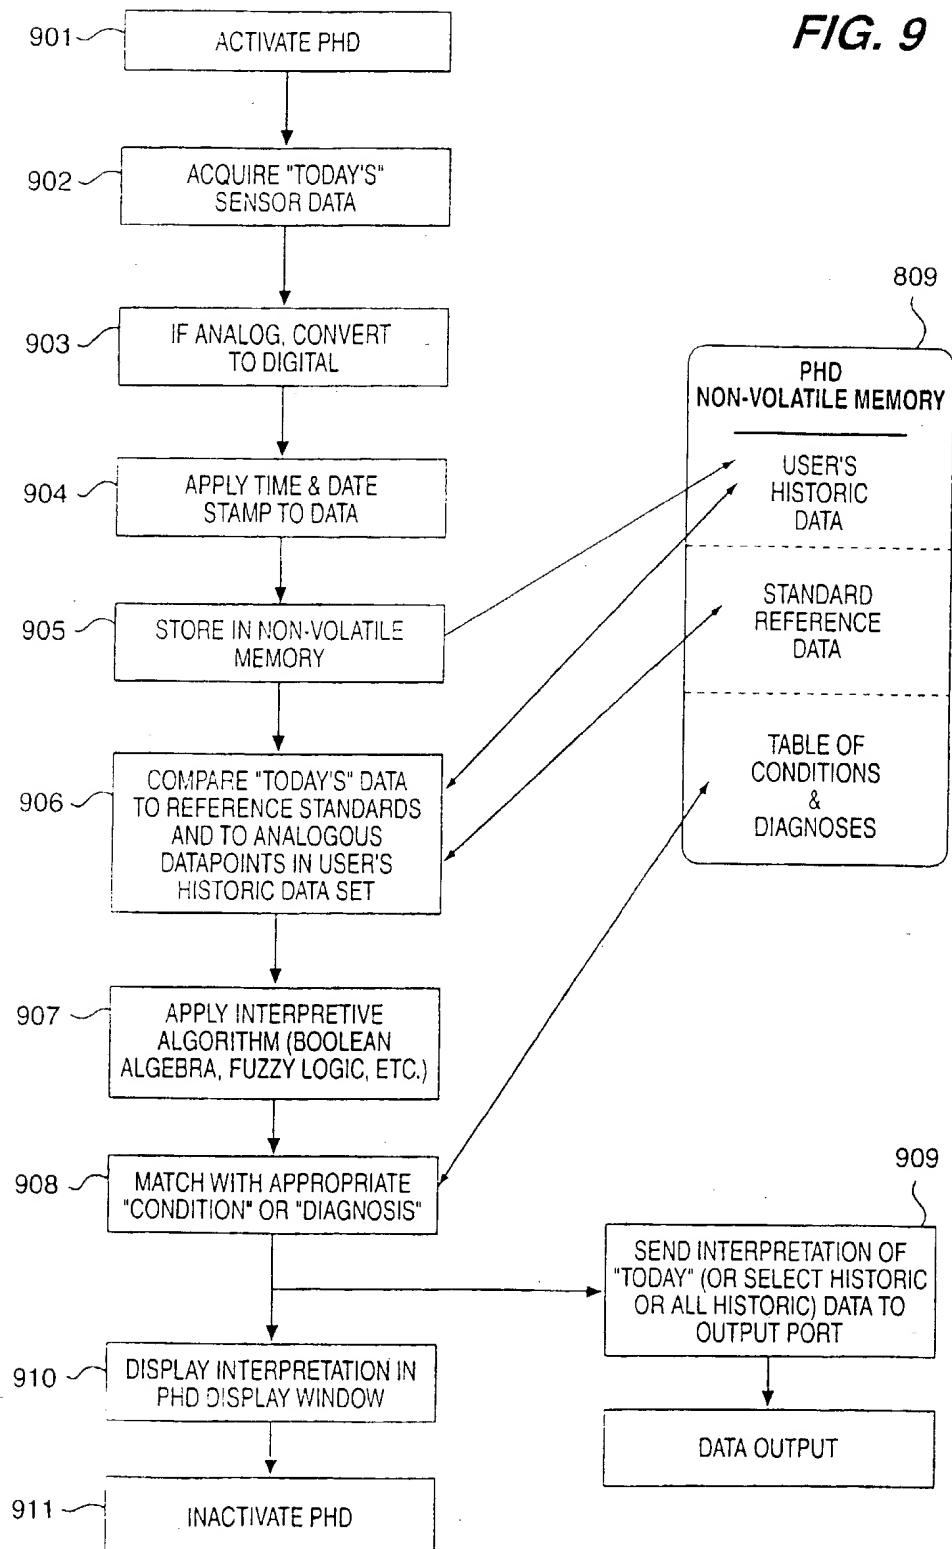 FIG. 9
901
ACTIVATE PHD
902
ACQUIRE "TODAY'S"
SENSOR DATA
903
IF ANALOG, CONVERT
TO DIGITAL
904
APPLY TIME & DATE
STAMP TO DATA
905
STORE IN NON-VOLATILE
MEMORY
906
COMPARE "TODAY'S" DATA
TO REFERENCE STANDARDS
AND TO ANALOGOUS
DATAPOINTS IN USER'S
HISTORIC DATA SET
907
APPLY INTERPRETIVE
ALGORITHM (BOOLEAN
ALGEBRA, FUZZY LOGIC, ETC.)
908
MATCH WITH APPROPRIATE
"CONDITION" OR "DIAGNOSIS"
910
DISPLAY INTERPRETATION IN
PHD DISPLAY WINDOW
911
INACTIVATE PHD
809
PHD
NON-VOLATILE MEMORY
USER'S
HISTORIC
DATA
STANDARD
REFERENCE
DATA
TABLE OF
CONDITIONS
&
DIAGNOSES
909
SEND INTERPRETATION OF
"TODAY" (OR SELECT HISTORIC
OR ALL HISTORIC) DATA TO
OUTPUT PORT
DATA OUTPUT